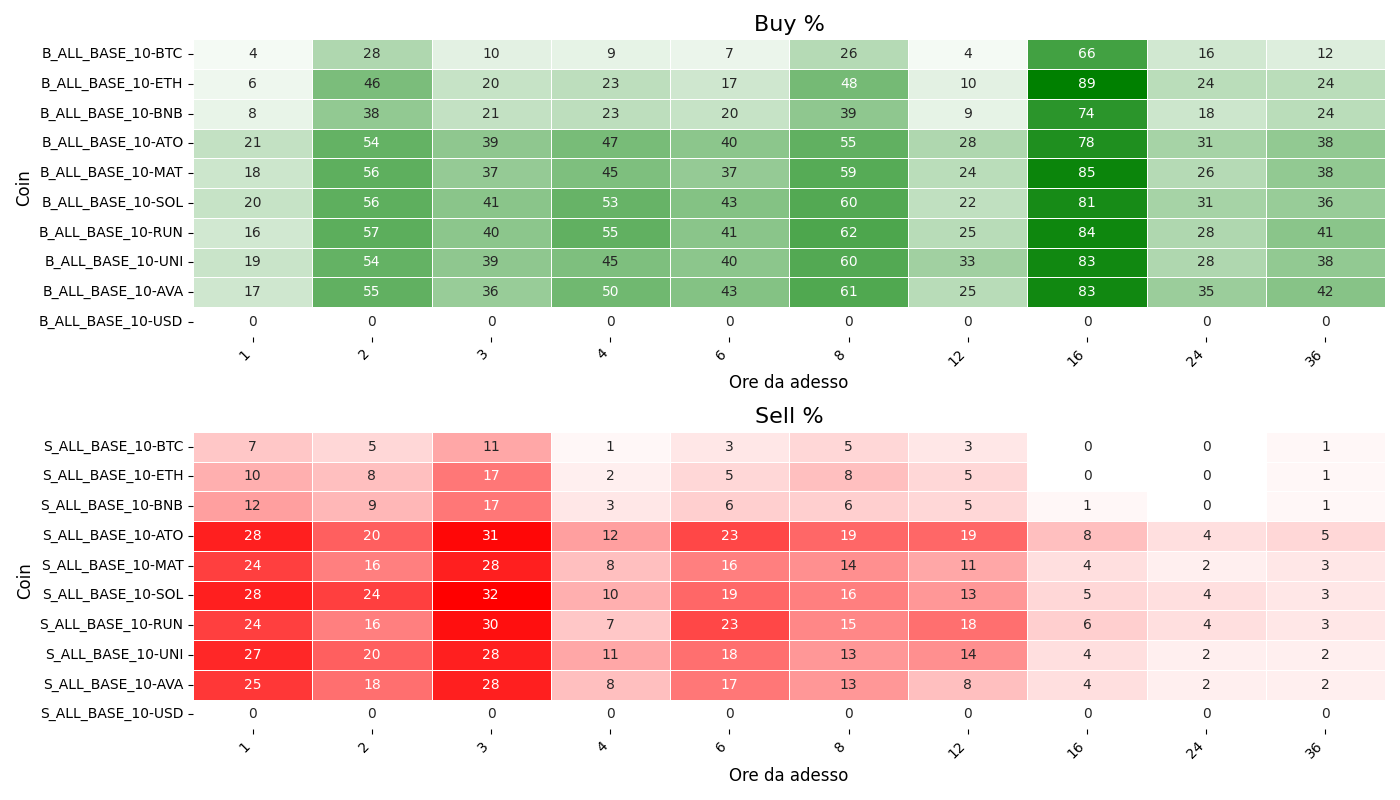 Buy %
Coin
B_ALL_BASE_10-BTC 4 28 10 9 7 26 4 66 16 12
B_ALL_BASE_10-ETH 6 46 20 23 17 48 10 89 24 24
B_ALL_BASE_10-BNB 8 38 21 23 20 39 9 74 18 24
B_ALL_BASE_10-ATO 21 54 39 47 40 55 28 78 31 38
B_ALL_BASE_10-MAT 18 56 37 45 37 59 24 85 26 38
B_ALL_BASE_10-SOL 20 56 41 53 43 60 22 81 31 36
B_ALL_BASE_10-RUN 16 57 40 55 41 62 25 84 28 41
B_ALL_BASE_10-UNI 19 54 39 45 40 60 33 83 28 38
B_ALL_BASE_10-AVA 17 55 36 50 43 61 25 83 35 42
B_ALL_BASE_10-USD 0 0 0 0 0 0 0 0 0 0
1 2 3 4 6 8 12 16 24 36
Ore da adesso
Sell %
Coin
S_ALL_BASE_10-BTC 7 5 11 1 3 5 3 0 0 1
S_ALL_BASE_10-ETH 10 8 17 2 5 8 5 0 0 1
S_ALL_BASE_10-BNB 12 9 17 3 6 6 5 1 0 1
S_ALL_BASE_10-ATO 28 20 31 12 23 19 19 8 4 5
S_ALL_BASE_10-MAT 24 16 28 8 16 14 11 4 2 3
S_ALL_BASE_10-SOL 28 24 32 10 19 16 13 5 4 3
S_ALL_BASE_10-RUN 24 16 30 7 23 15 18 6 4 3
S_ALL_BASE_10-UNI 27 20 28 11 18 13 14 4 2 2
S_ALL_BASE_10-AVA 25 18 28 8 17 13 8 4 2 2
S_ALL_BASE_10-USD 0 0 0 0 0 0 0 0 0 0
1 2 3 4 6 8 12 16 24 36
Ore da adesso